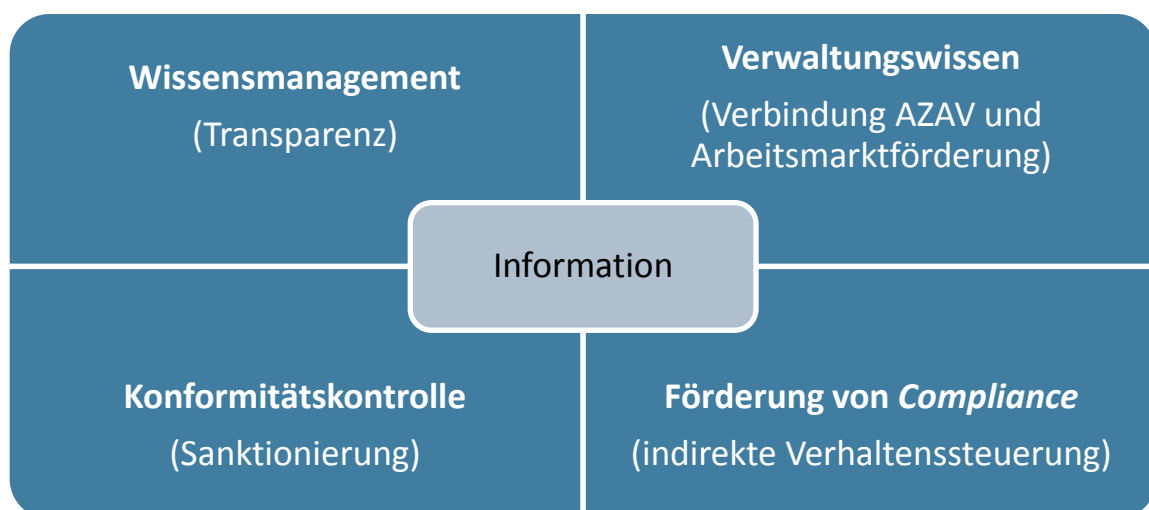 Wissensmanagement
(Transparenz)
Verwaltungswissen
(Verbindung AZAV und
Arbeitsmarktförderung)
Information
Konformitätskontrolle
(Sanktionierung)
Förderung von Compliance
(indirekte Verhaltenssteuerung)